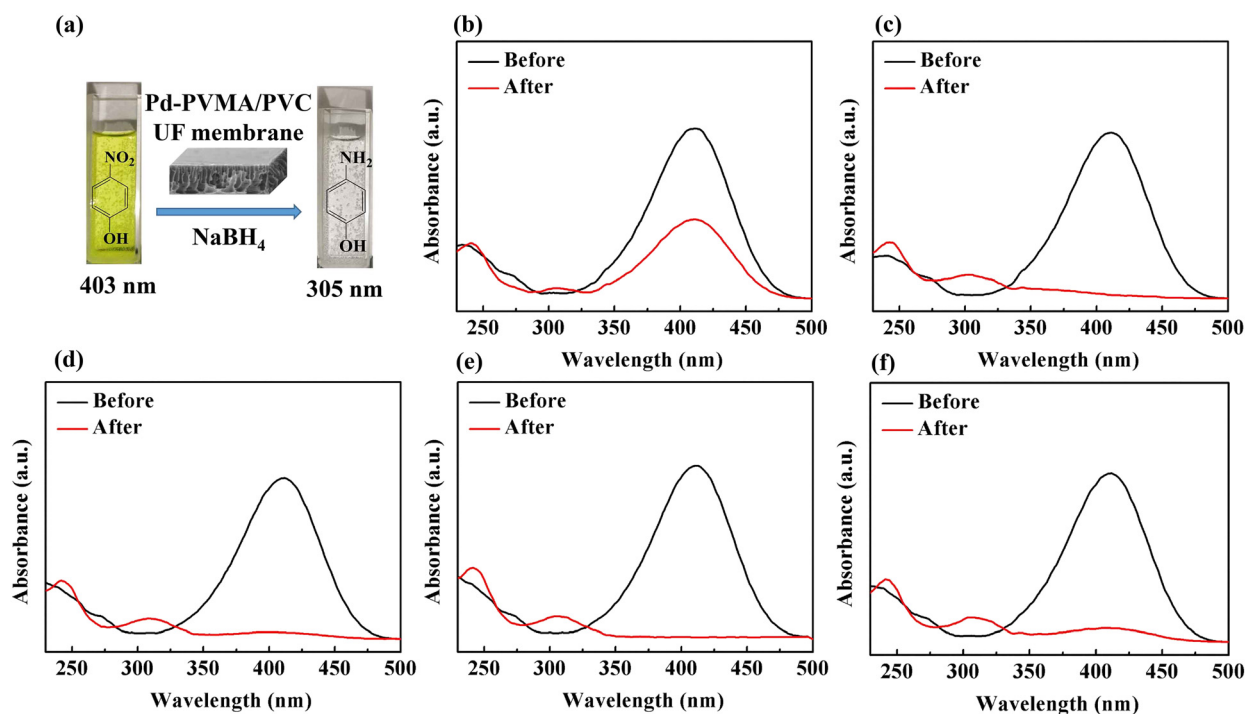 (a)
Pd-PVMA/PVC
UF membrane
NO2
OH
NaBH4
NH2
OH
403 nm
305 nm
(b)
Before
After
Absorbance (a.u.)
250 300 350 400 450 500
Wavelength (nm)
(c)
Before
After
Absorbance (a.u.)
250 300 350 400 450 500
Wavelength (nm)
(d)
Before
After
Absorbance (a.u.)
250 300 350 400 450 500
Wavelength (nm)
(e)
Before
After
Absorbance (a.u.)
250 300 350 400 450 500
Wavelength (nm)
(f)
Before
After
Absorbance (a.u.)
250 300 350 400 450 500
Wavelength (nm)